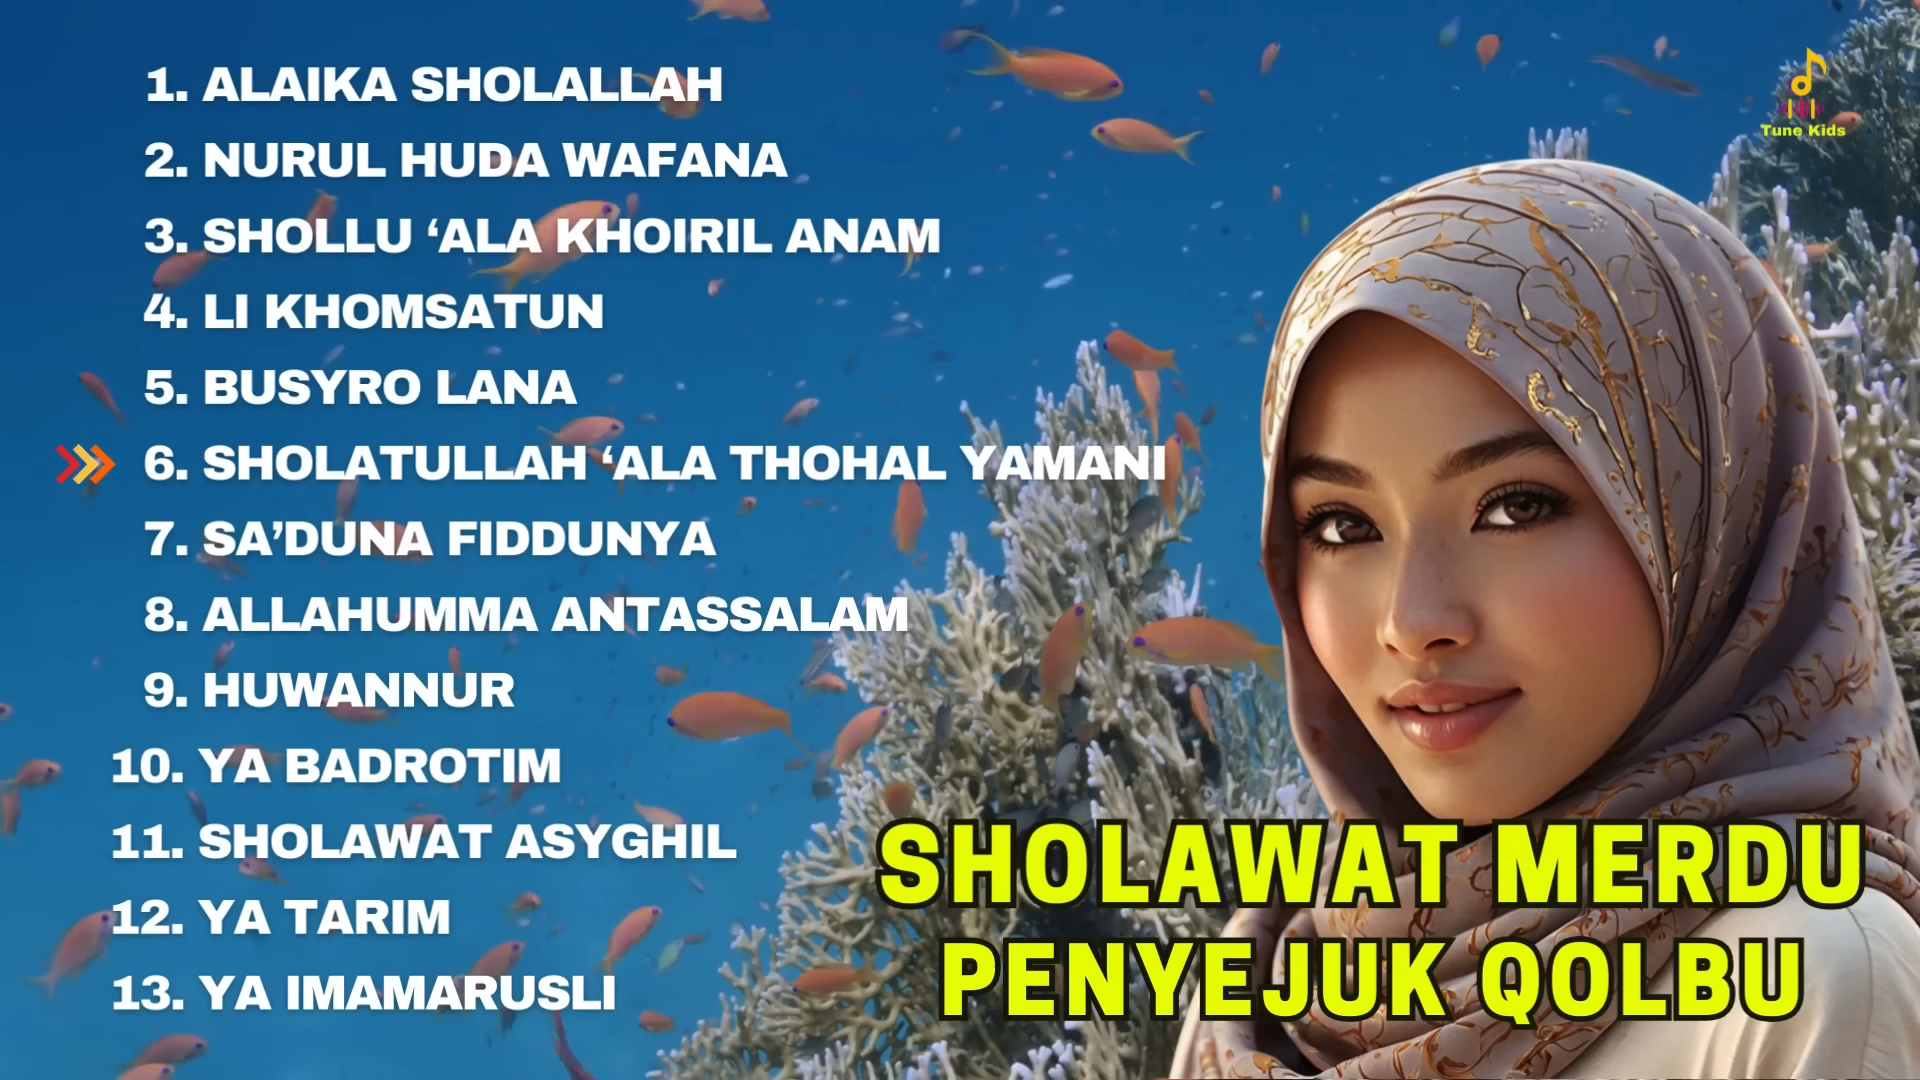 1. ALAIKA SHOLALLAH
2. NURUL HUDA WAFANA
3. SHOLLU ‘ALA KHOIRIL ANAM
4. LI KHOMSATUN
5. BUSYRO LANA
6. SHOLATULLAH ‘ALA THOHAL YAMANI
7. SA’DUNA FIDDUNYA
8. ALLAHUMMA ANTASSALAM
9. HUWANNUR
10. YA BADROTIM
11. SHOLAWAT ASYGHIL
12. YA TARIM
13. YA IMAMARUSLI
Tune Kids
SHOLAWAT MERDU
PENYEJUK QOLBU